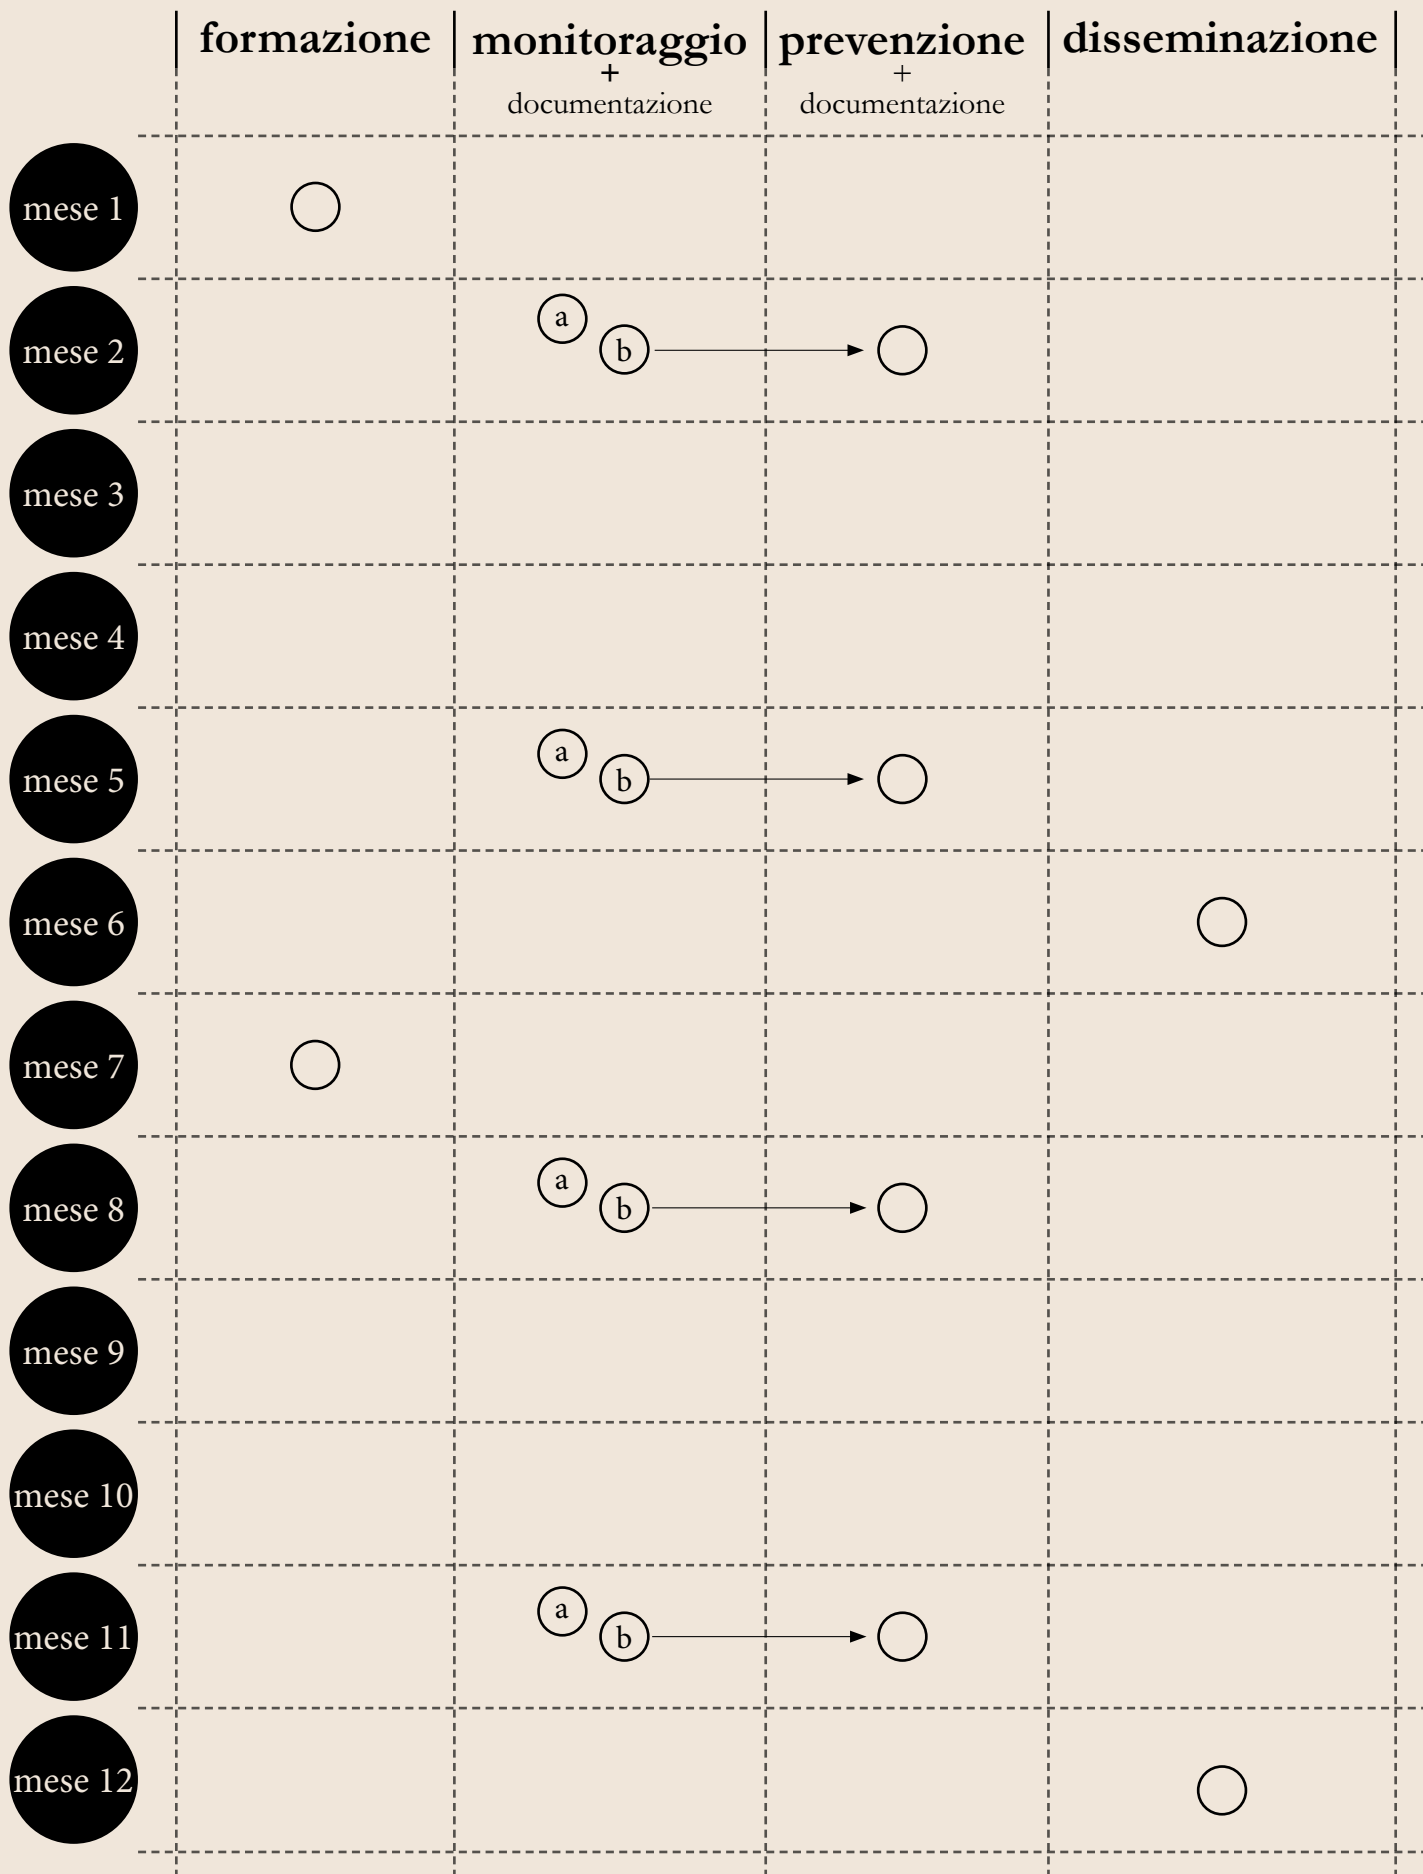 formazione
monitoraggio
+
documentazione
prevenzione
+
documentazione
disseminazione
mese 1
mese 2
a
b
mese 3
mese 4
mese 5
a
b
mese 6
mese 7
mese 8
a
b
mese 9
mese 10
mese 11
a
b
mese 12